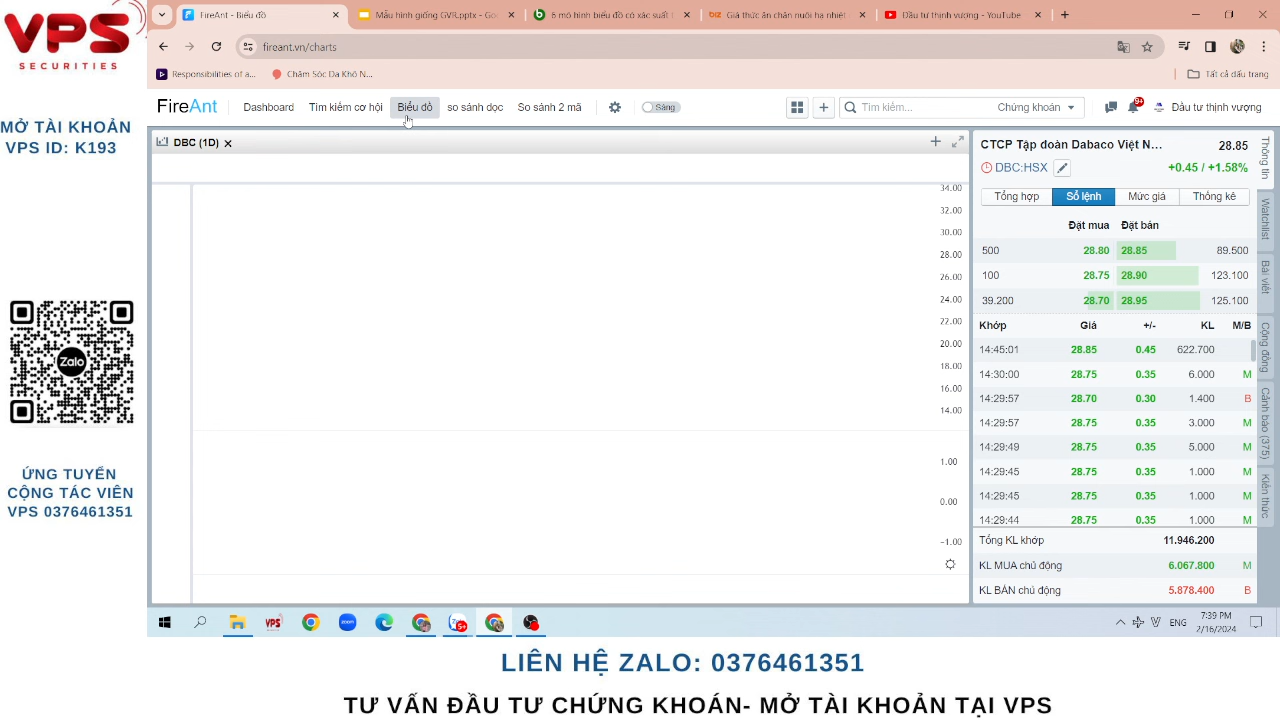 VPS
SECURITIES
MỞ TÀI KHOẢN
VPS ID: K193
Zalo
ỨNG TUYỂN
CỘNG TÁC VIÊN
VPS 0376461351
FireAnt - Biểu đồ
Mẫu hình giống GVR.pptx - Goo
6 mô hình biểu đồ có xác suất t
Giá thức ăn chăn nuôi hạ nhiệt
Đầu tư thịnh vượng - YouTube
fireant.vn/charts
Responsibilities of a...
Chăm Sóc Da Khô N...
Tất cả dấu trang
FireAnt
Dashboard
Tìm kiếm cơ hội
Biểu đồ
so sánh dọc
So sánh 2 mã
Sáng
Tìm kiếm...
Chứng khoán
9+
Đầu tư thịnh vượng
DBC (1D)
34.00
32.00
30.00
28.00
26.00
24.00
22.00
20.00
18.00
16.00
14.00
1.00
0.00
−1.00
CTCP Tập đoàn Dabaco Việt N... 28.85
DBC:HSX +0.45 / +1.58%
Tổng hợp Sổ lệnh Mức giá Thống kê
Đặt mua Đặt bán
500 28.80 28.85 89.500
100 28.75 28.90 123.100
39.200 28.70 28.95 125.100
Khớp Giá +/- KL M/B
14:45:01 28.85 0.45 622.700
14:30:00 28.75 0.35 6.000 M
14:29:57 28.70 0.30 1.400 B
14:29:57 28.75 0.35 3.000 M
14:29:49 28.75 0.35 5.000 M
14:29:45 28.75 0.35 1.000 M
14:29:45 28.75 0.35 1.000 M
14:29:44 28.75 0.35 1.000 M
Tổng KL khớp 11.946.200
KL MUA chủ động 6.067.800 M
KL BÁN chủ động 5.878.400 B
Thông tin
Watchlist
Bài viết
Cộng đồng
Cảnh báo (375)
Kiến thức
VPS
zoom
5+
ENG
7:39 PM
2/16/2024
LIÊN HỆ ZALO: 0376461351
TƯ VẤN ĐẦU TƯ CHỨNG KHOÁN- MỞ TÀI KHOẢN TẠI VPS